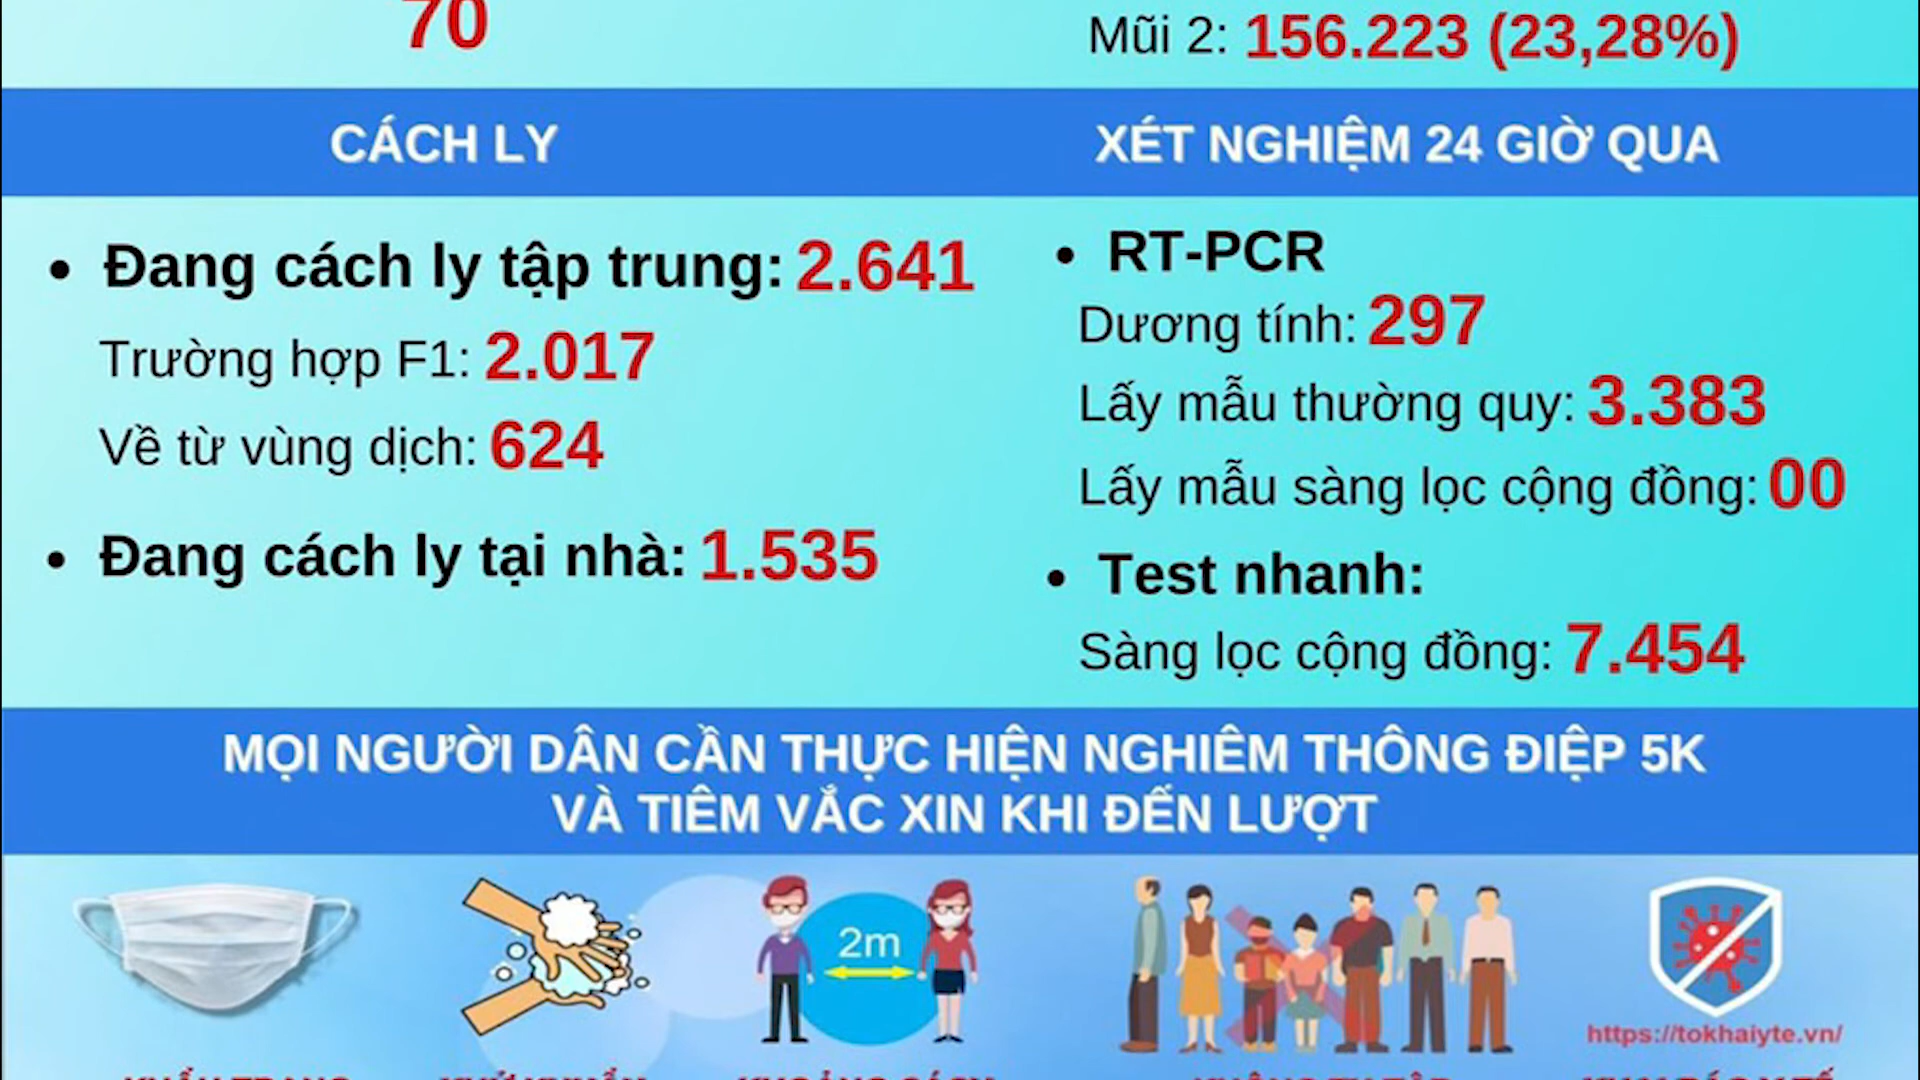 70
Mũi 2: 156.223 (23,28%)
CÁCH LY
XÉT NGHIỆM 24 GIỜ QUA
• Đang cách ly tập trung: 2.641
Trường hợp F1: 2.017
Về từ vùng dịch: 624
• Đang cách ly tại nhà: 1.535
• RT-PCR
Dương tính: 297
Lấy mẫu thường quy: 3.383
Lấy mẫu sàng lọc cộng đồng: 00
• Test nhanh:
Sàng lọc cộng đồng: 7.454
MỌI NGƯỜI DÂN CẦN THỰC HIỆN NGHIÊM THÔNG ĐIỆP 5K
VÀ TIÊM VẮC XIN KHI ĐẾN LƯỢT
2m
https://tokhaiyte.vn/